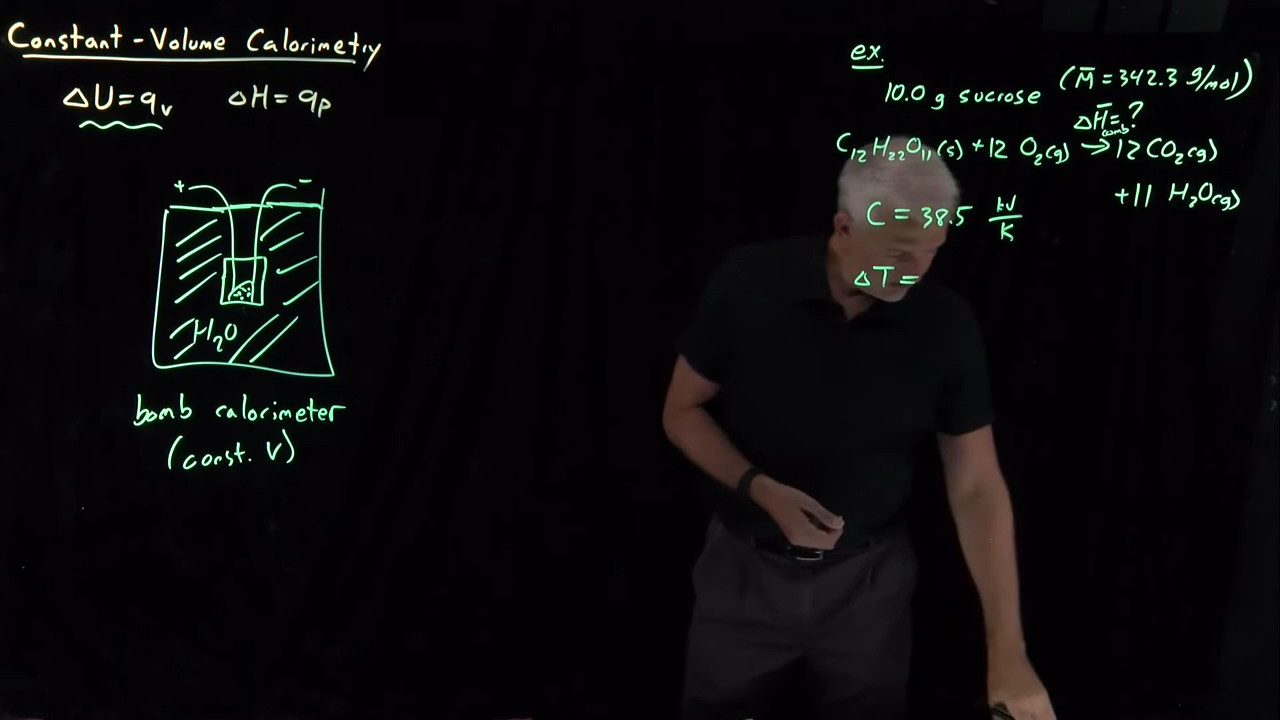 Constant-Volume Calorimetry
ΔU = qᵥ ΔH = qₚ
+ −
H₂O
bomb calorimeter
(const. V)
ex.
10.0 g sucrose (M̄ = 342.3 g/mol)
ΔH̄comb = ?
C₁₂H₂₂O₁₁(s) + 12 O₂(g) → 12 CO₂(g)
+ 11 H₂O(g)
C = 38.5 kJ/K
ΔT =